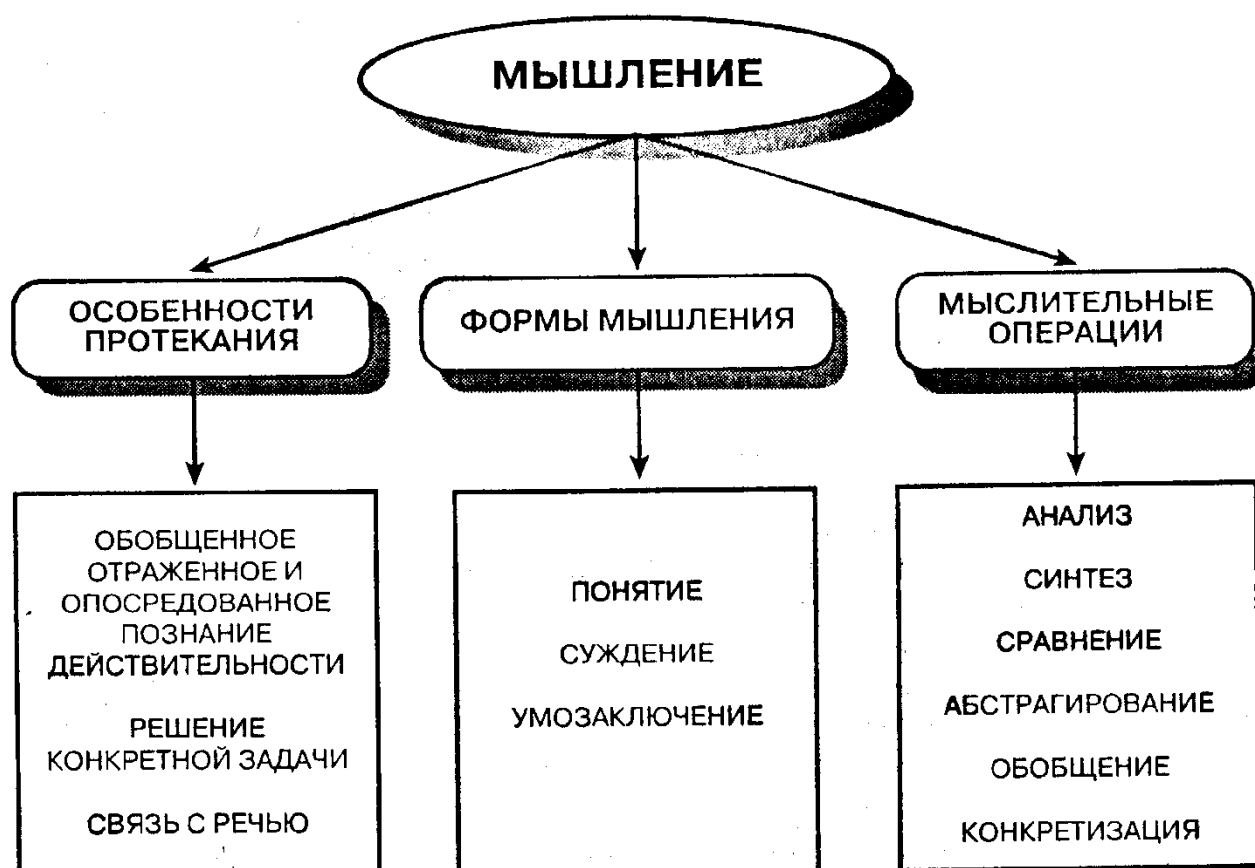 МЫШЛЕНИЕ
ОСОБЕННОСТИ
ПРОТЕКАНИЯ
ФОРМЫ МЫШЛЕНИЯ
МЫСЛИТЕЛЬНЫЕ
ОПЕРАЦИИ
ОБОБЩЕННОЕ
ОТРАЖЕННОЕ И
ОПОСРЕДОВАННОЕ
ПОЗНАНИЕ
ДЕЙСТВИТЕЛЬНОСТИ
РЕШЕНИЕ
КОНКРЕТНОЙ ЗАДАЧИ
СВЯЗЬ С РЕЧЬЮ
ПОНЯТИЕ
СУЖДЕНИЕ
УМОЗАКЛЮЧЕНИЕ
АНАЛИЗ
СИНТЕЗ
СРАВНЕНИЕ
АБСТРАГИРОВАНИЕ
ОБОБЩЕНИЕ
КОНКРЕТИЗАЦИЯ